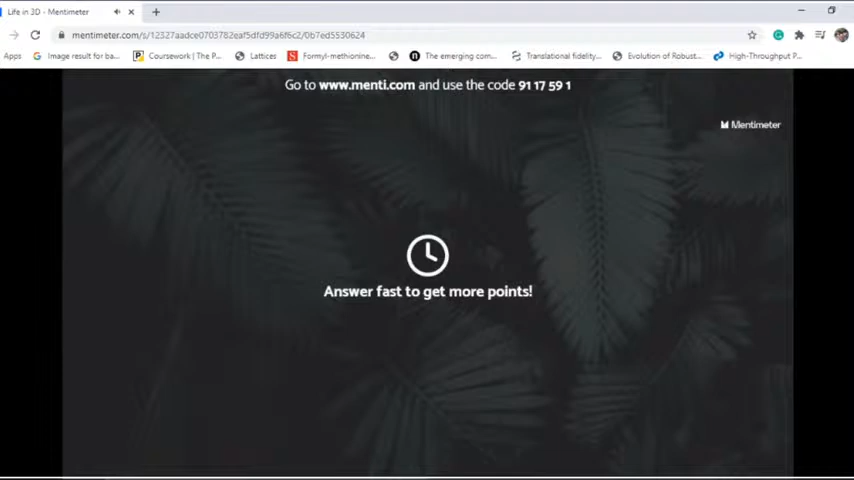 Life in 3D - Mentimeter
mentimeter.com/s/12327aadce0703782eaf5dfd99a6f6c2/0b7ed5530624
Apps Image result for ba... Coursework | The P... Lattices Formyl-methionine... The emerging com... Translational fidelity... Evolution of Robust... High-Throughput P...
Go to www.menti.com and use the code 91 17 59 1
Mentimeter
Answer fast to get more points!